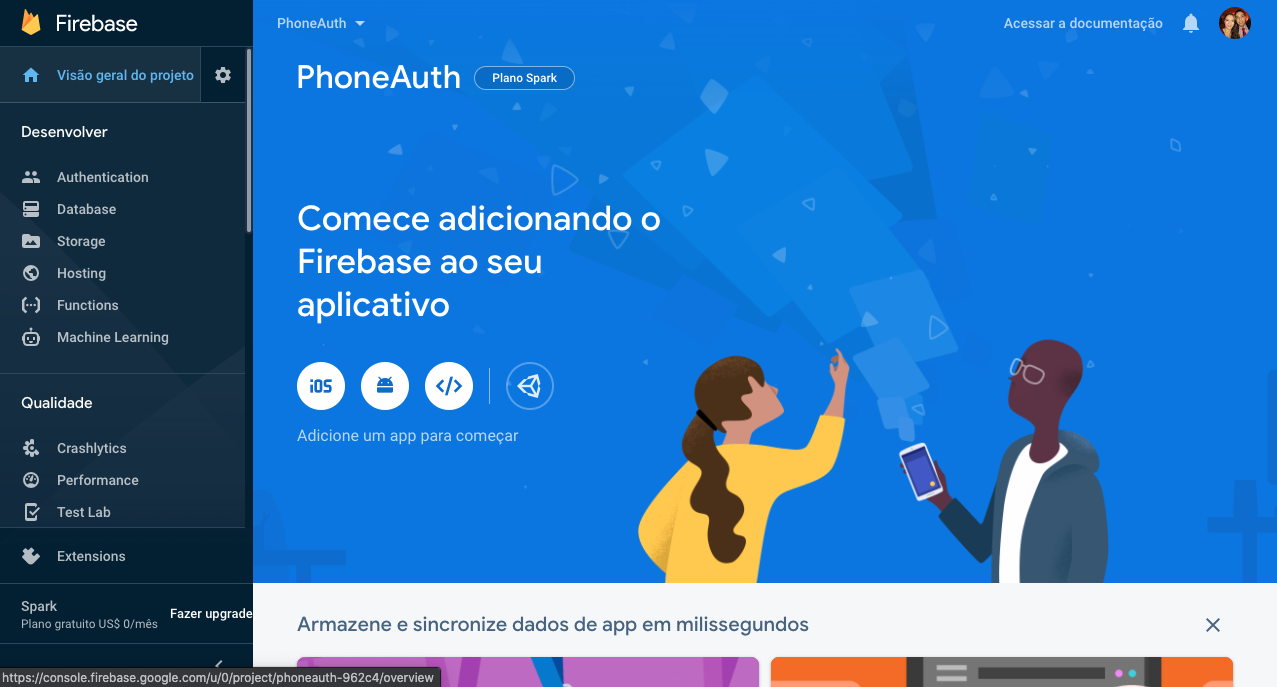 Firebase
PhoneAuth
Acessar a documentação
Visão geral do projeto
PhoneAuth
Plano Spark
Desenvolver
Authentication
Database
Storage
Hosting
Functions
Machine Learning
Comece adicionando o
Firebase ao seu
aplicativo
iOS
Adicione um app para começar
Qualidade
Crashlytics
Performance
Test Lab
Extensions
Spark
Plano gratuito US$ 0/mês
Fazer upgrade
Armazene e sincronize dados de app em milissegundos
https://console.firebase.google.com/u/0/project/phoneauth-962c4/overview